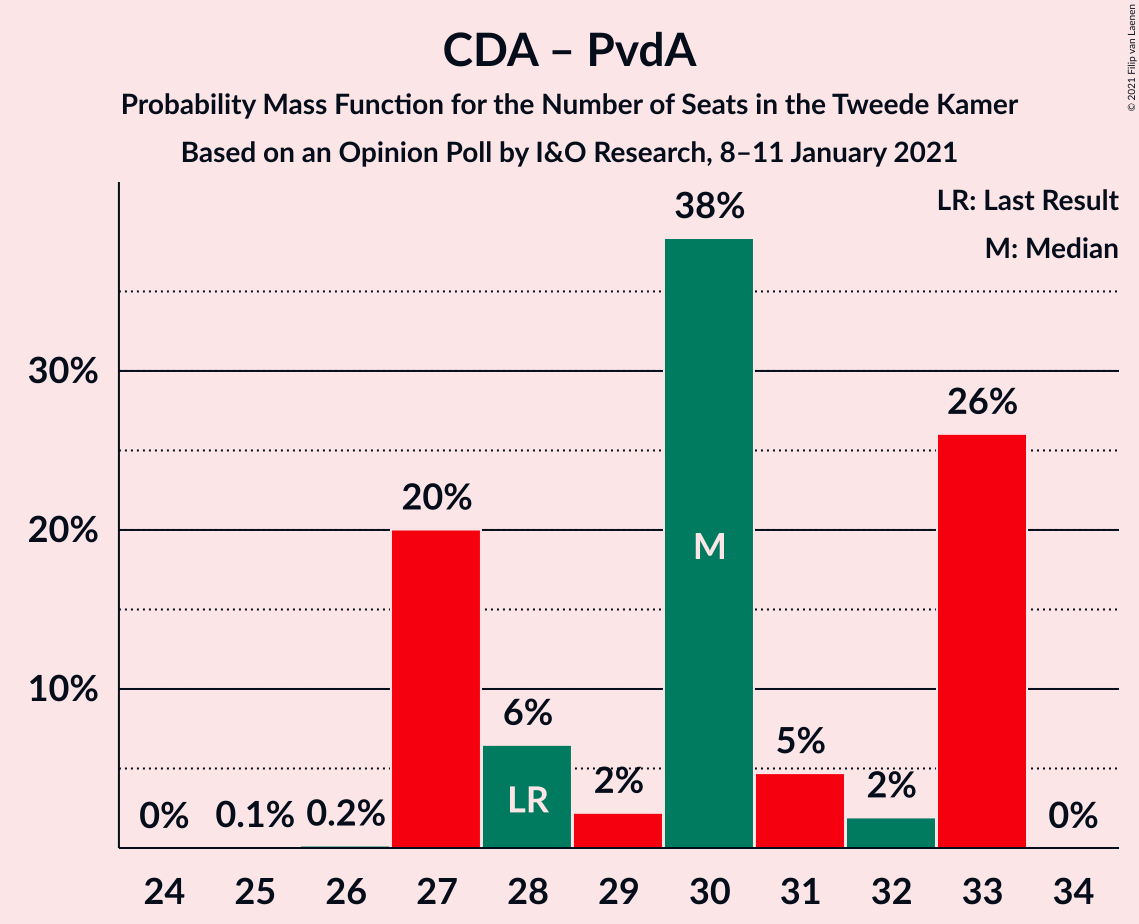 CDA – PvdA
Probability Mass Function for the Number of Seats in the Tweede Kamer
Based on an Opinion Poll by I&O Research, 8–11 January 2021
© 2021 Filip van Laenen
LR: Last Result
M: Median
38%
30%
26%
20%
20%
M
10%
6%
5%
2%
2%
LR
0%
0.1%
0.2%
0%
24 25 26 27 28 29 30 31 32 33 34